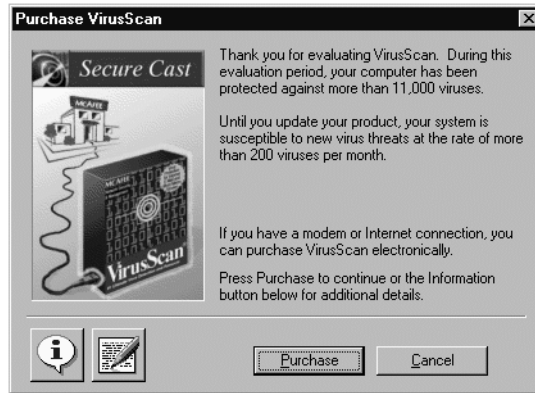 Purchase VirusScan
Secure Cast
Thank you for evaluating VirusScan. During this
evaluation period, your computer has been
protected against more than 11,000 viruses.
Until you update your product, your system is
susceptible to new virus threats at the rate of more
than 200 viruses per month.
MCAFEE
MCAFEE
VirusScan
If you have a modem or Internet connection, you
can purchase VirusScan electronically.
Press Purchase to continue or the Information
button below for additional details.
Purchase
Cancel